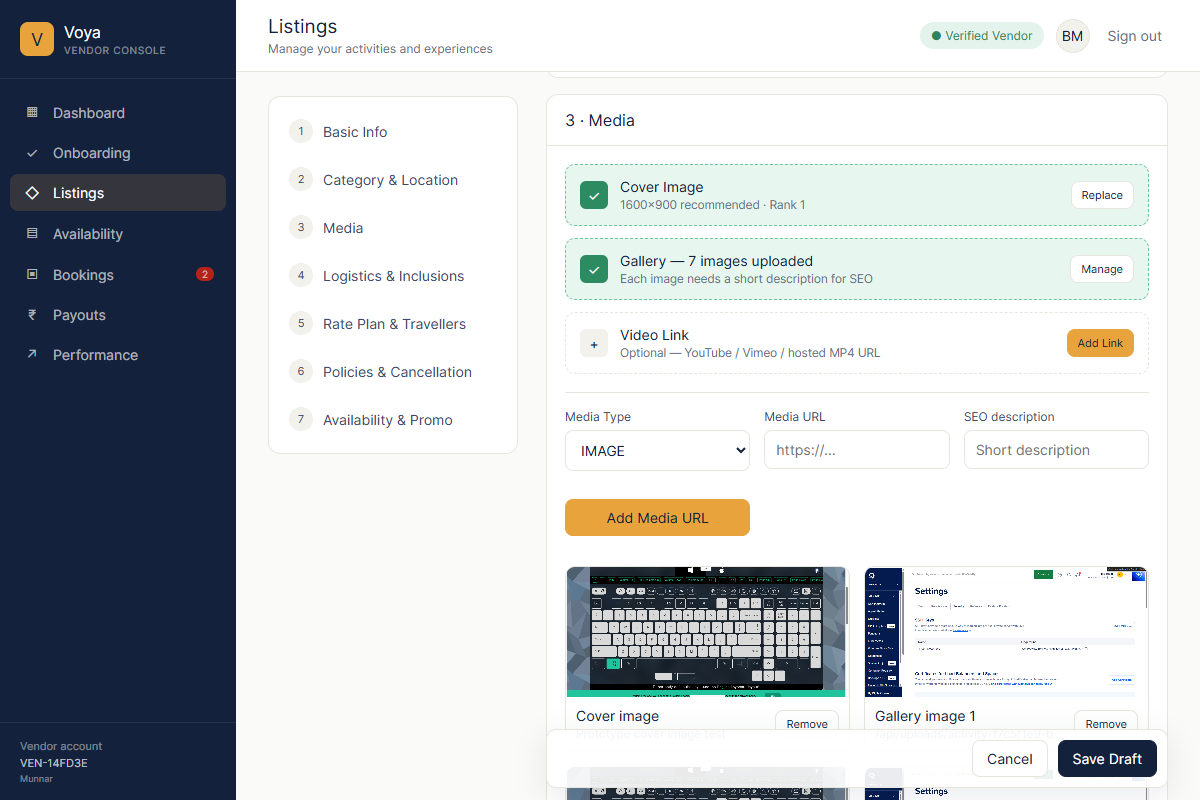 V
Voya
VENDOR CONSOLE
Dashboard
Onboarding
Listings
Availability
Bookings
2
₹
Payouts
Performance
Vendor account
VEN-14FD3E
Munnar
Listings
Manage your activities and experiences
Verified Vendor
BM
Sign out
1
Basic Info
2
Category & Location
3
Media
4
Logistics & Inclusions
5
Rate Plan & Travellers
6
Policies & Cancellation
7
Availability & Promo
3 · Media
Cover Image
1600×900 recommended · Rank 1
Replace
Gallery — 7 images uploaded
Each image needs a short description for SEO
Manage
+
Video Link
Optional — YouTube / Vimeo / hosted MP4 URL
Add Link
Media Type
Media URL
SEO description
IMAGE
https://...
Short description
Add Media URL
Settings
Cover image
Prototype cover image test
Remove
Gallery image 1
Remove
Cancel
Save Draft
Settings